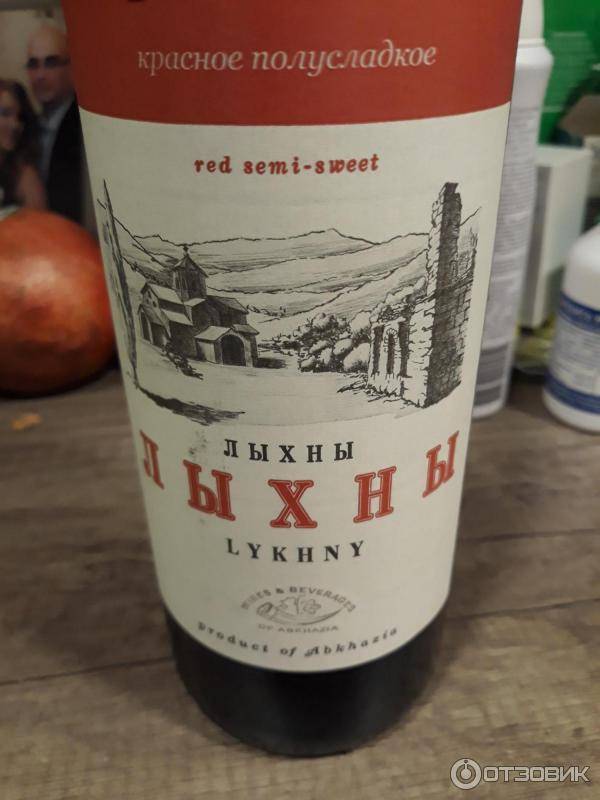 красное полусладкое
red semi-sweet
ЛЫХНЫ
ЛЫХНЫ
LYKHNY
WINES & BEVERAGES
OF ABKHAZIA
product of Abkhazia
ОТЗОВИК